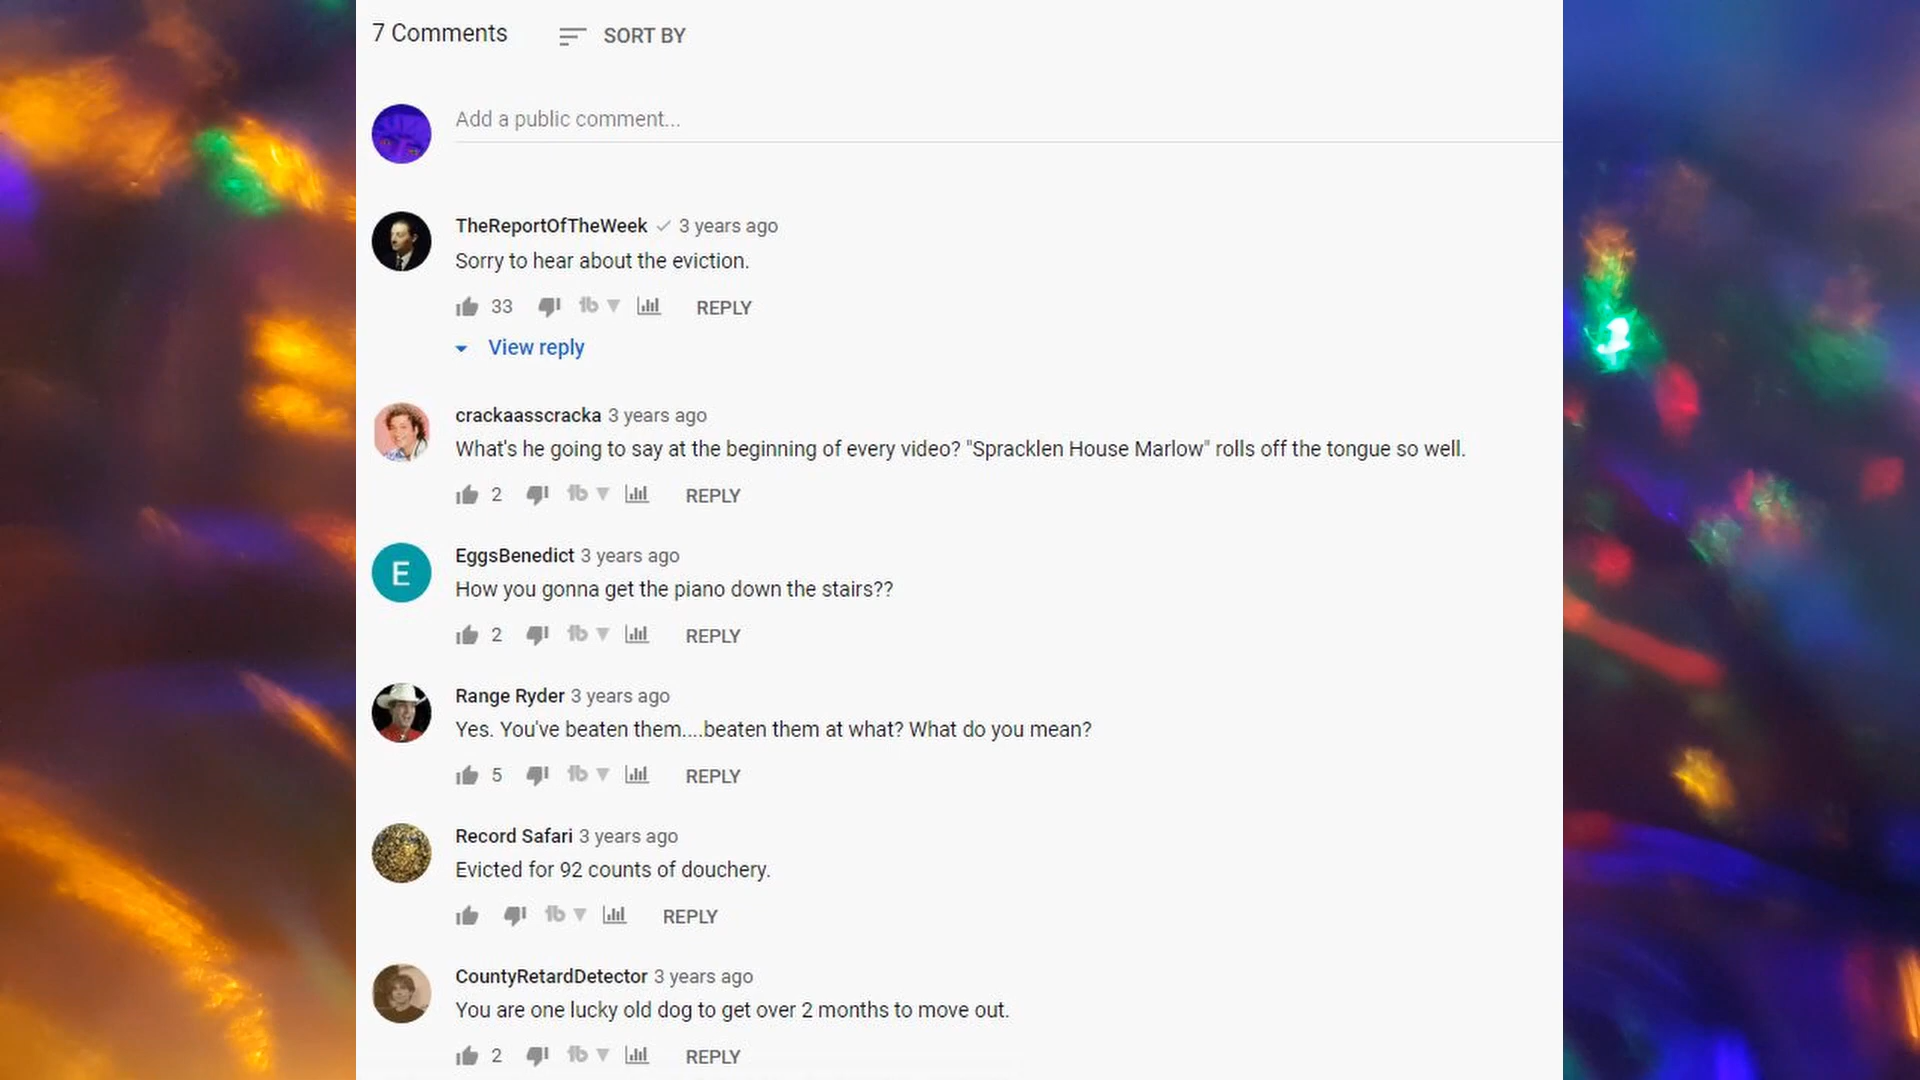 7 Comments SORT BY
Add a public comment...
TheReportOfTheWeek 3 years ago
Sorry to hear about the eviction.
33 REPLY
View reply
crackaasscracka 3 years ago
What's he going to say at the beginning of every video? "Spracklen House Marlow" rolls off the tongue so well.
2 REPLY
E
EggsBenedict 3 years ago
How you gonna get the piano down the stairs??
2 REPLY
Range Ryder 3 years ago
Yes. You've beaten them....beaten them at what? What do you mean?
5 REPLY
Record Safari 3 years ago
Evicted for 92 counts of douchery.
REPLY
CountyRetardDetector 3 years ago
You are one lucky old dog to get over 2 months to move out.
2 REPLY